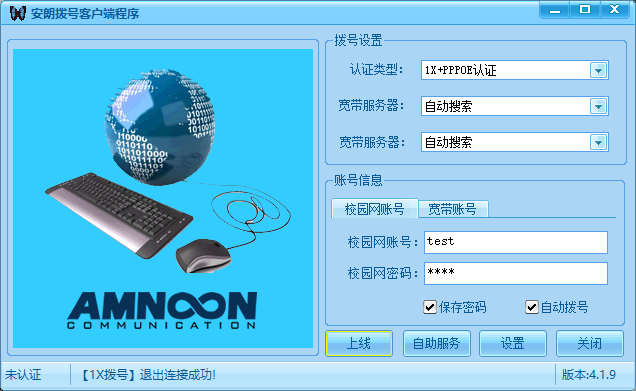 安朗拨号客户端程序
拨号设置
认证类型： 1X+PPPOE认证
宽带服务器： 自动搜索
宽带服务器： 自动搜索
账号信息
校园网账号 宽带账号
校园网账号： test
校园网密码： ****
保存密码 自动拨号
AMNOON
COMMUNICATION
上线 自助服务 设置 关闭
未认证 【1X拨号】退出连接成功! 版本:4.1.9